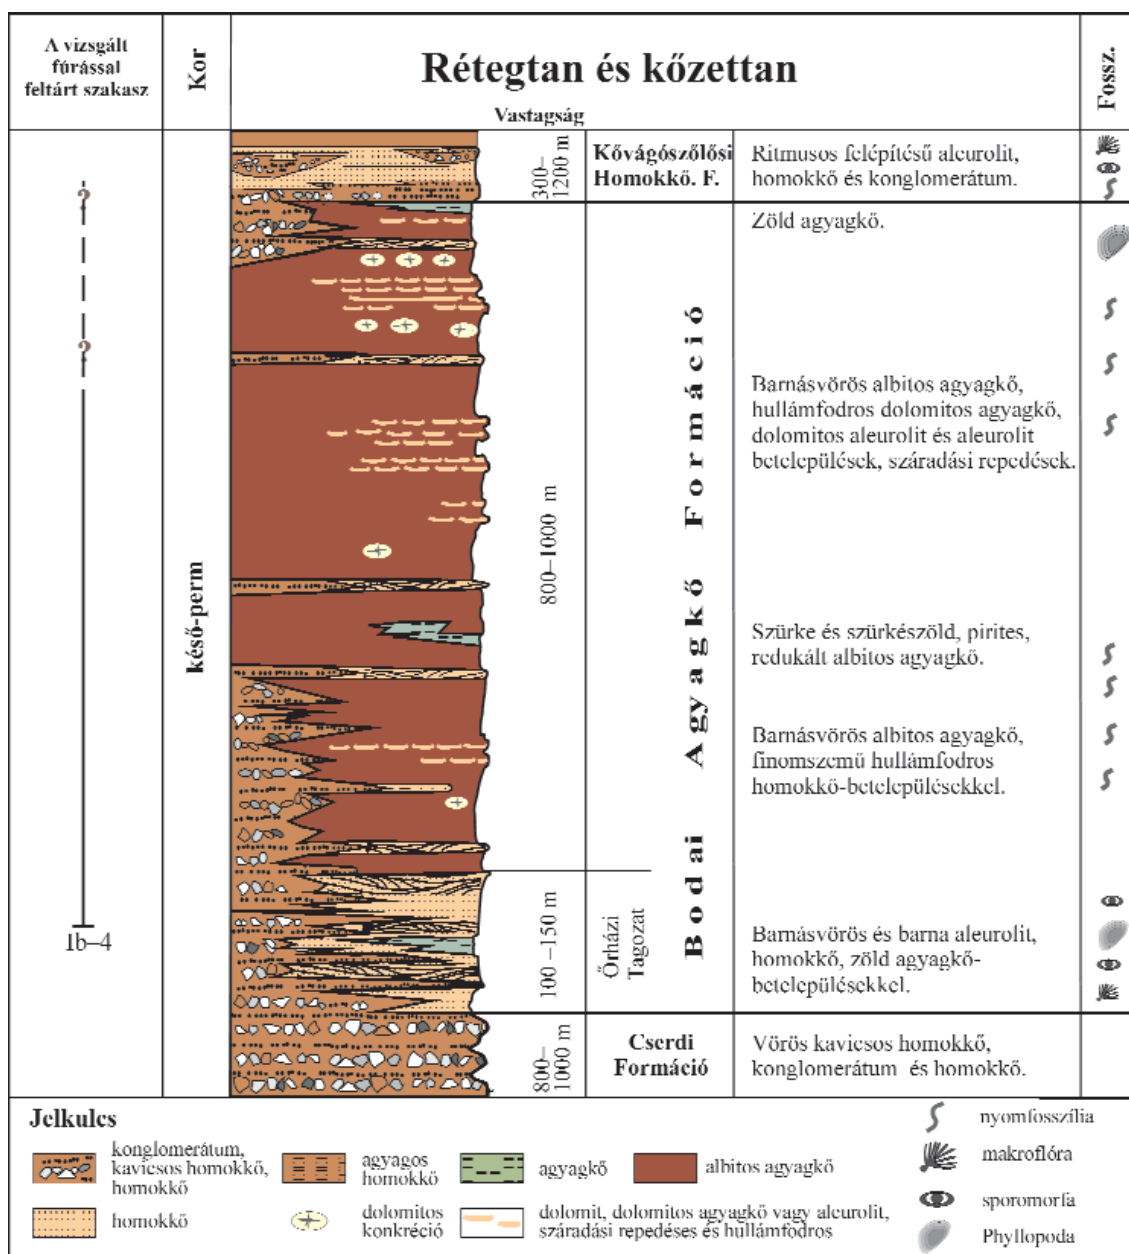 A vizsgált
fúrással
feltárt szakasz
Kor
Rétegtan és kőzettan
Vastagság
Fossz.
?
?
Ib–4
késő-perm
300–
1200 m
Kővágószőlősi
Homokkő. F.
Ritmusos felépítésű aleurolit,
homokkő és konglomerátum.
800–1000 m
Bodai Agyagkő Formáció
Zöld agyagkő.
Barnásvörös albitos agyagkő,
hullámfodros dolomitos agyagkő,
dolomitos aleurolit és aleurolit
betelepülések, száradási repedések.
Szürke és szürkészöld, pirites,
redukált albitos agyagkő.
Barnásvörös albitos agyagkő,
finomszemű hullámfodros
homokkő-betelepülésekkel.
100 –150 m
Őrházi
Tagozat
Barnásvörös és barna aleurolit,
homokkő, zöld agyagkő-
betelepülésekkel.
800–
1000 m
Cserdi
Formáció
Vörös kavicsos homokkő,
konglomerátum és homokkő.
Jelkulcs
konglomerátum,
kavicsos homokkő,
homokkő
agyagos
homokkő
agyagkő
albitos agyagkő
homokkő
dolomitos
konkréció
dolomit, dolomitos agyagkő vagy aleurolit,
száradási repedéses és hullámfodros
nyomfosszília
makroflóra
sporomorfa
Phyllopoda